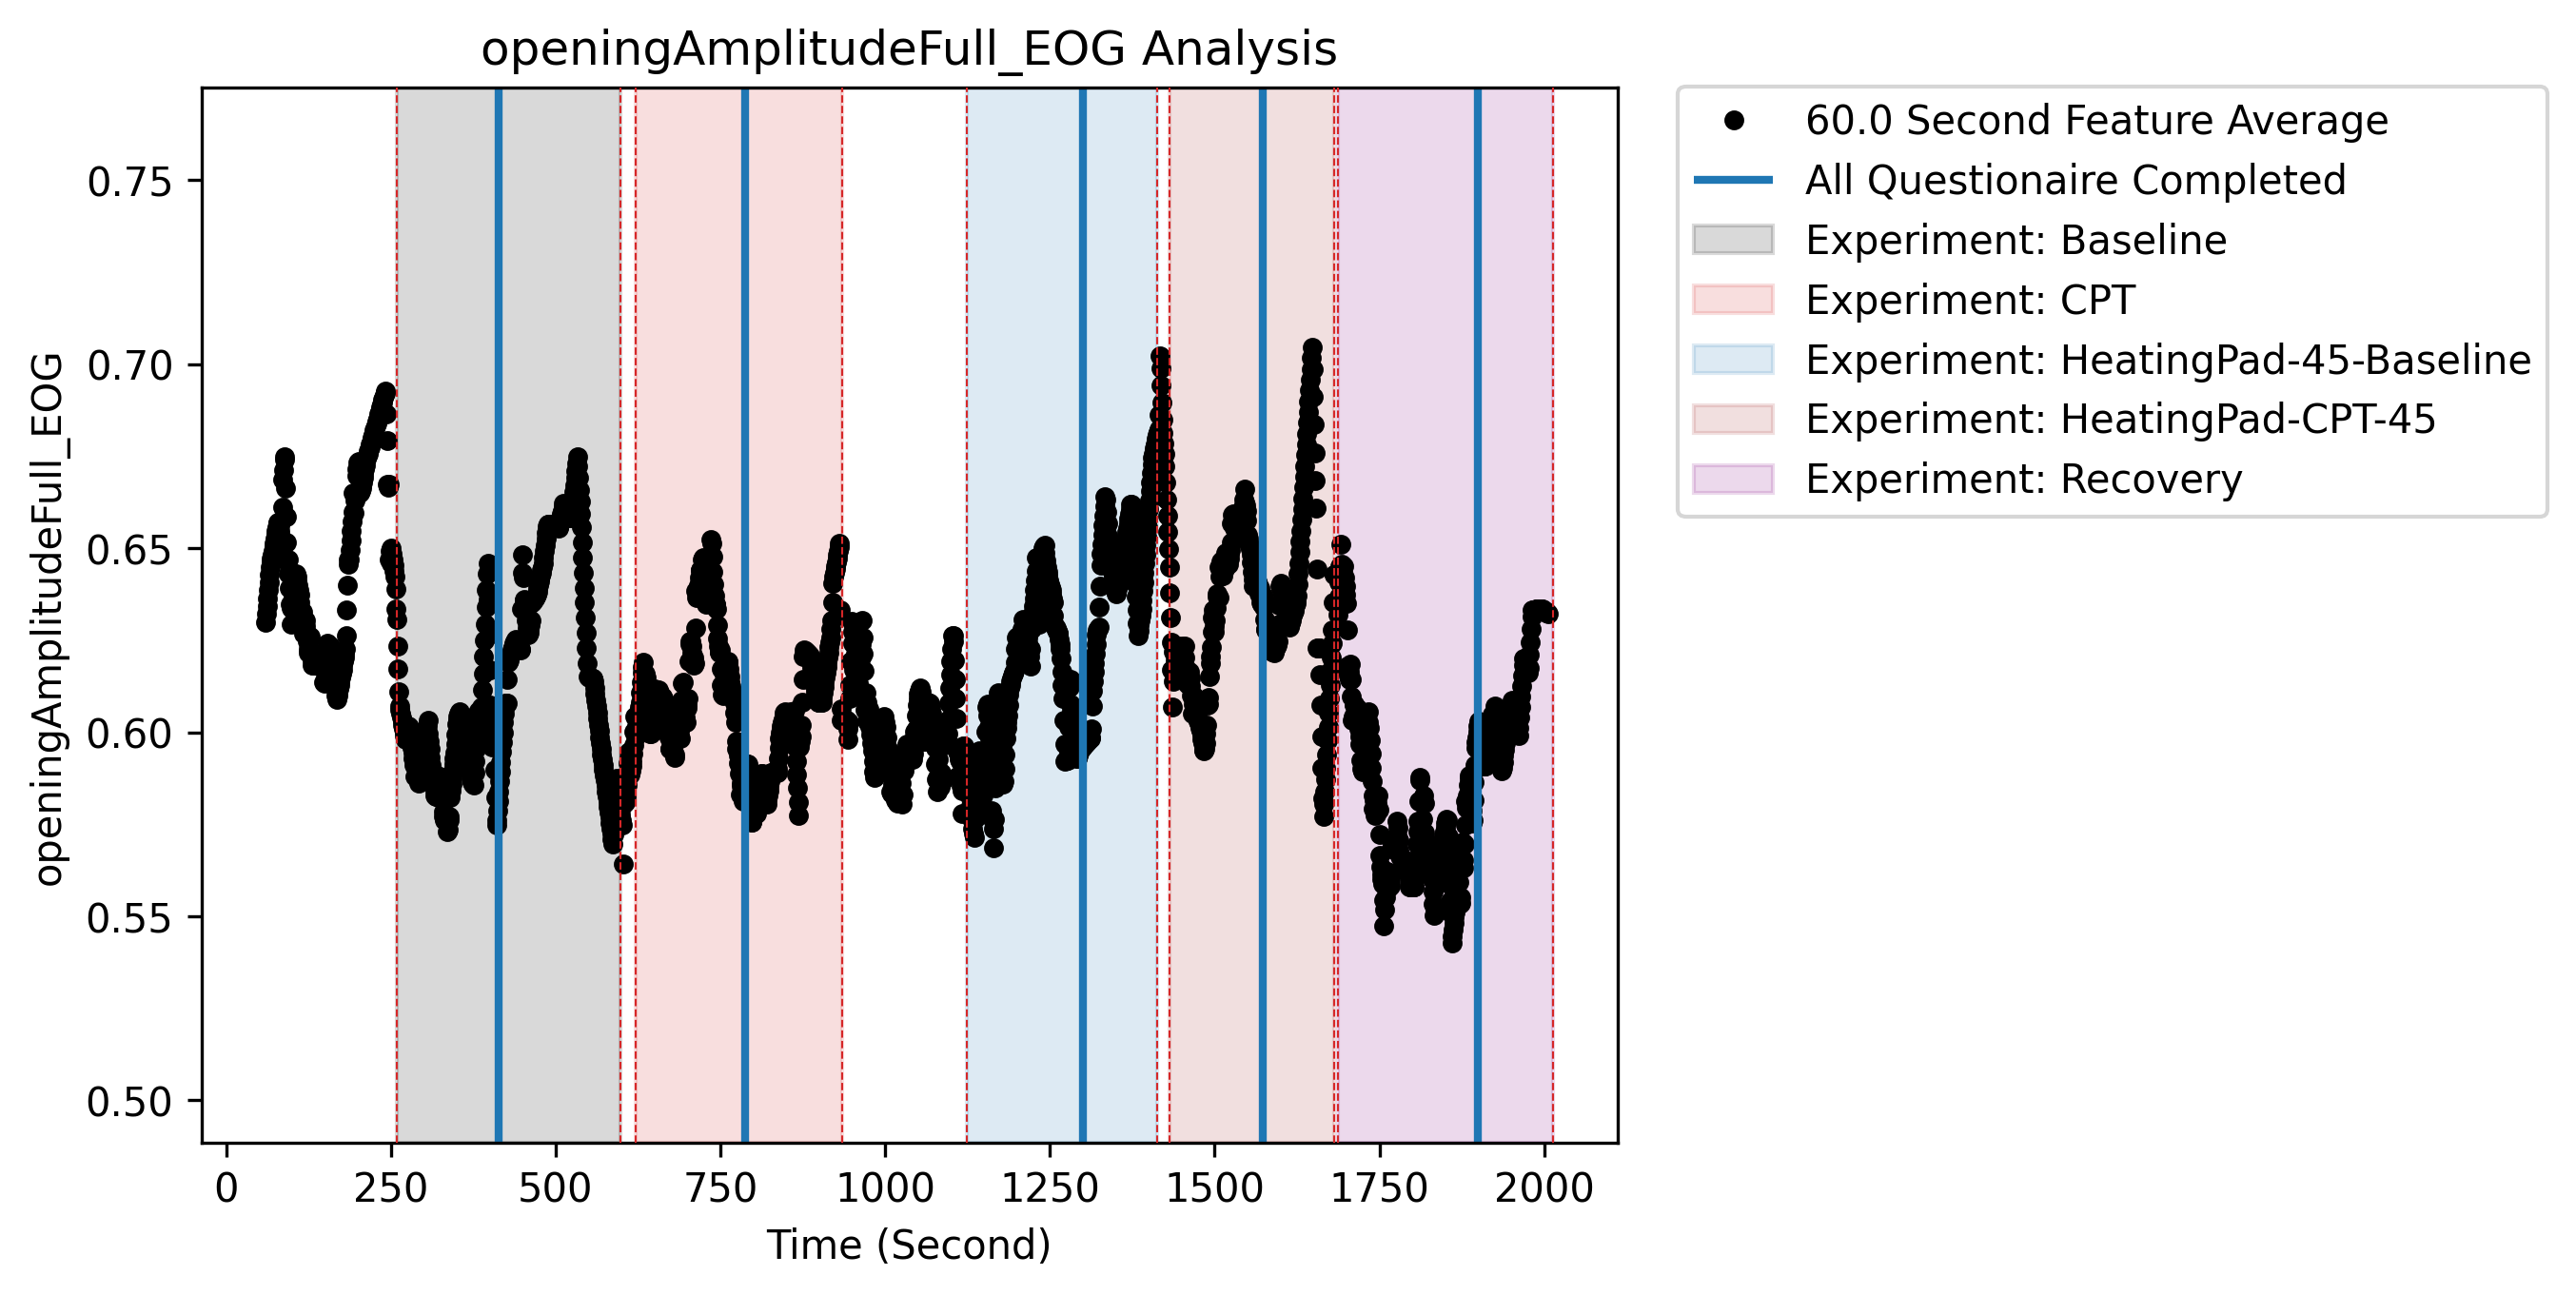 openingAmplitudeFull_EOG Analysis
openingAmplitudeFull_EOG
0.75
0.70
0.65
0.60
0.55
0.50
0 250 500 750 1000 1250 1500 1750 2000
Time (Second)
60.0 Second Feature Average
All Questionaire Completed
Experiment: Baseline
Experiment: CPT
Experiment: HeatingPad-45-Baseline
Experiment: HeatingPad-CPT-45
Experiment: Recovery